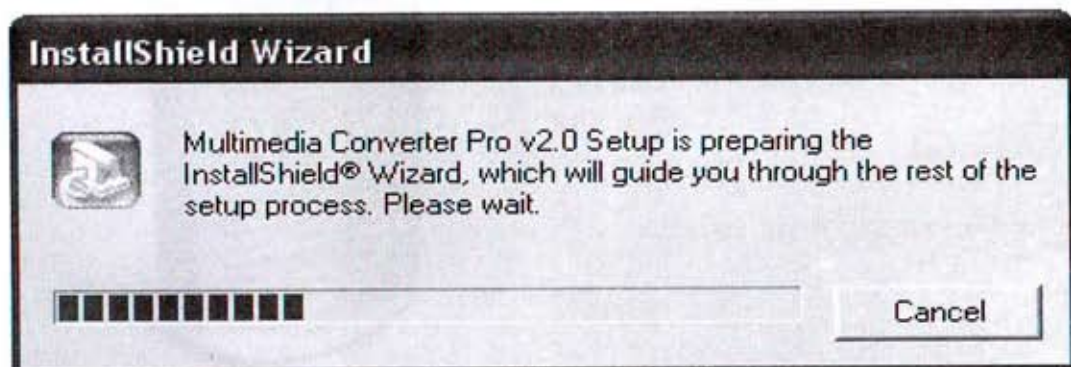 InstallShield Wizard
Multimedia Converter Pro v2.0 Setup is preparing the
InstallShield® Wizard, which will guide you through the rest of the
setup process. Please wait.
Cancel